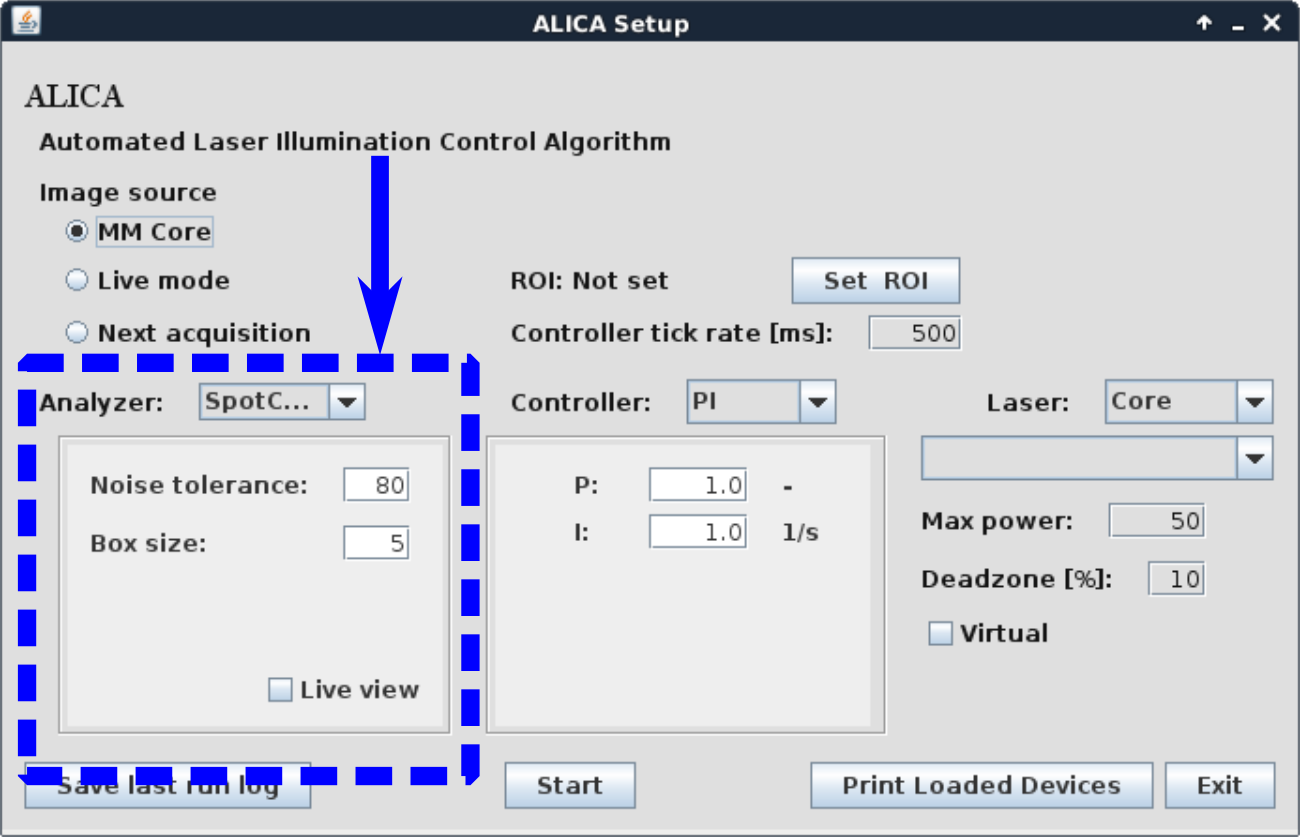 ALICA Setup
ALICA
Automated Laser Illumination Control Algorithm
Image source
MM Core
Live mode
ROI: Not set
Set ROI
Next acquisition
Controller tick rate [ms]:
500
Analyzer:
SpotC...
Controller:
PI
Laser:
Core
Noise tolerance:
80
Box size:
5
Live view
P:
1.0
-
I:
1.0
1/s
Max power:
50
Deadzone [%]:
10
Virtual
Save last run log
Start
Print Loaded Devices
Exit